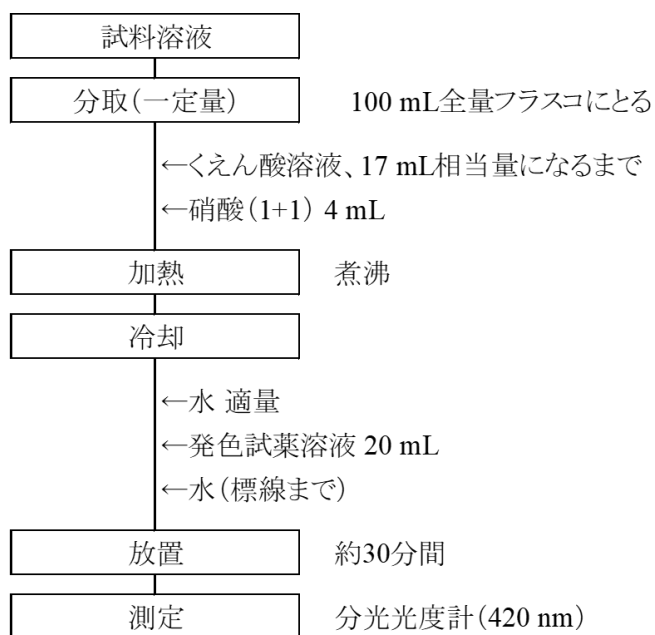 試料溶液
分取(一定量) 100 mL全量フラスコにとる
←くえん酸溶液、17 mL相当量になるまで
←硝酸(1+1) 4 mL
加熱 煮沸
冷却
←水 適量
←発色試薬溶液 20 mL
←水(標線まで)
放置 約30分間
測定 分光光度計(420 nm)